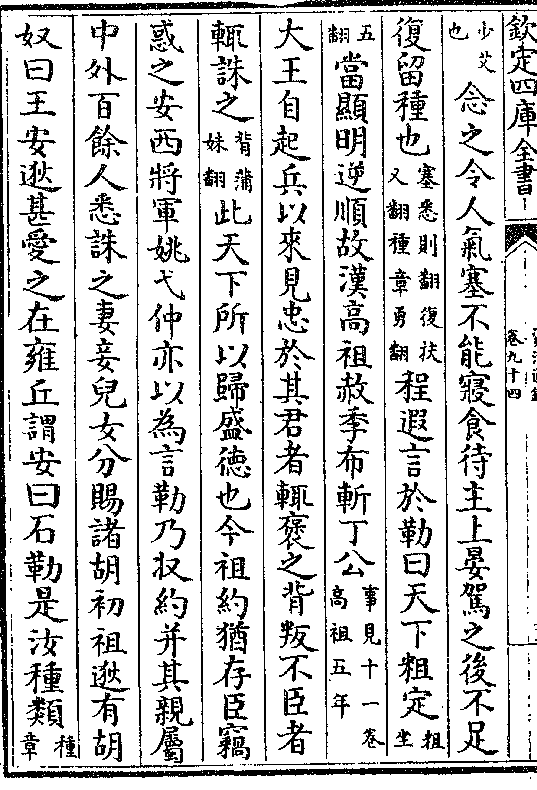 欽定四庫全書
資治通鑑
卷九十四
少艾也念之令人氣塞不能寢食待主上晏駕之後不足
復留種也塞悉則翻復扶又翻種章勇翻程遐言於勒曰天下粗定粗坐
五翻當顯明逆順故漢高祖赦季布斬丁公事見十一卷高祖五年
大王自起兵以來見忠於其君者輒褒之背叛不臣者
輒誅之背蒲妹翻此天下所以歸盛德也今祖約猶存臣竊
惑之安西將軍姚弋仲亦以為言勒乃收約并其親屬
中外百餘人悉誅之妻妾兒女分賜諸胡初祖逖有胡
奴曰王安逖甚愛之在雍丘謂安曰石勒是汝種類種章